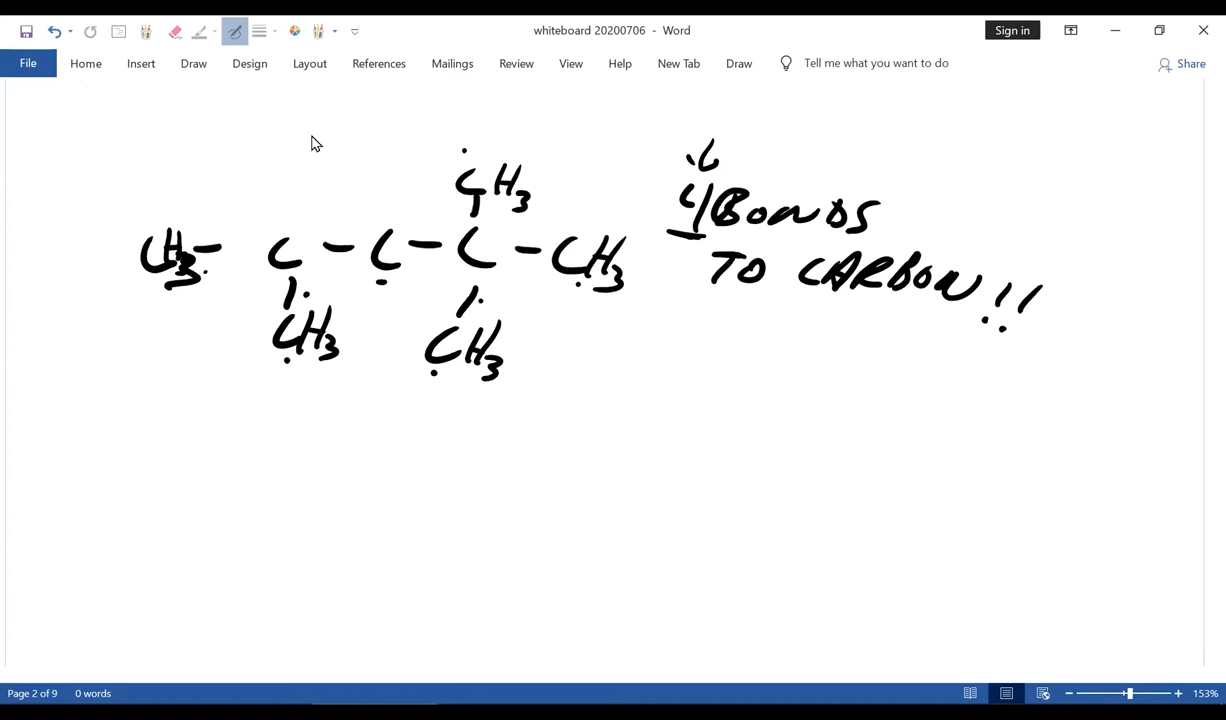 whiteboard 20200706 - Word
Sign in
File Home Insert Draw Design Layout References Mailings Review View Help New Tab Draw Tell me what you want to do Share
CH3
CH3 - C - C - C - CH3
CH3 CH3
4 BONDS
TO CARBON!!
Page 2 of 9 0 words 153%